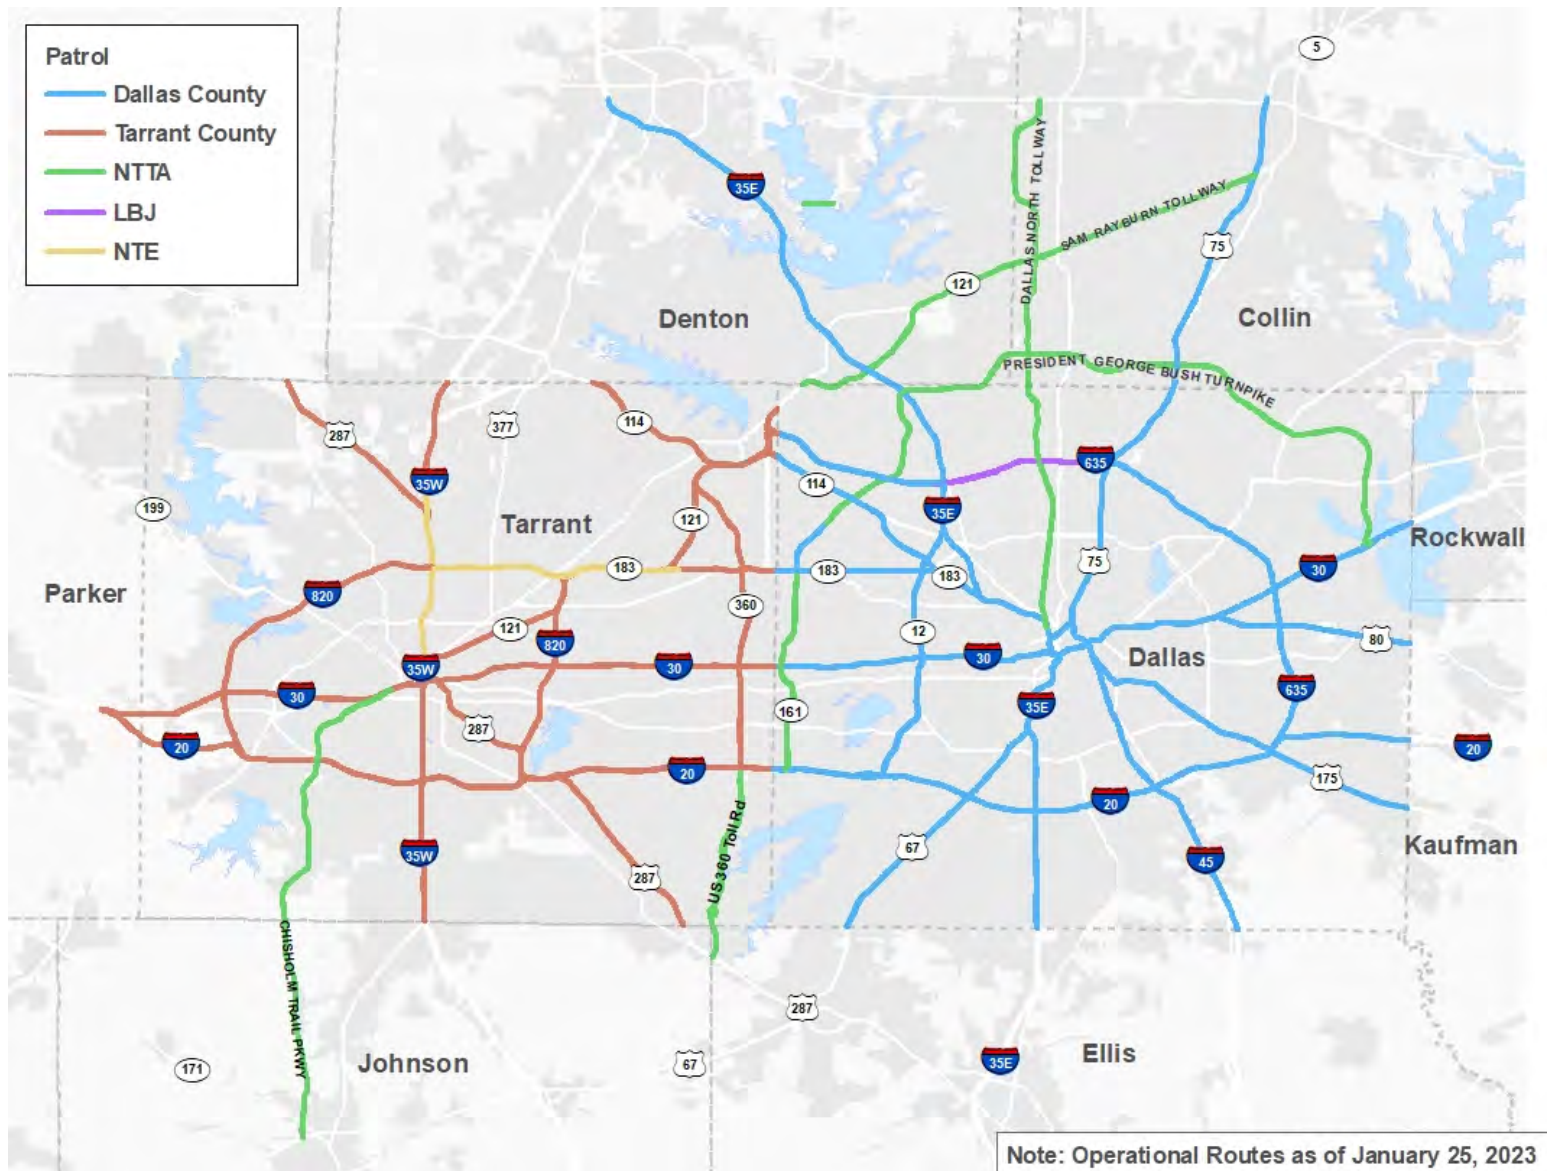 Patrol
Dallas County
Tarrant County
NTTA
LBJ
NTE
5
35E
DALLAS NORTH TOLLWAY
SAM RAYBURN TOLLWAY
75
121
Denton
Collin
PRESIDENT GEORGE BUSH TURNPIKE
287
377
114
35W
635
114
199
121
35E
Tarrant
Rockwall
183
183
183
75
30
Parker
820
360
121
820
12
80
35W
30
30
Dallas
30
635
287
161
35E
20
20
20
175
20
US 360 Toll Rd
35W
67
45
Kaufman
287
CHISHOLM TRAIL PKWY
287
Johnson
67
35E
Ellis
171
Note: Operational Routes as of January 25, 2023